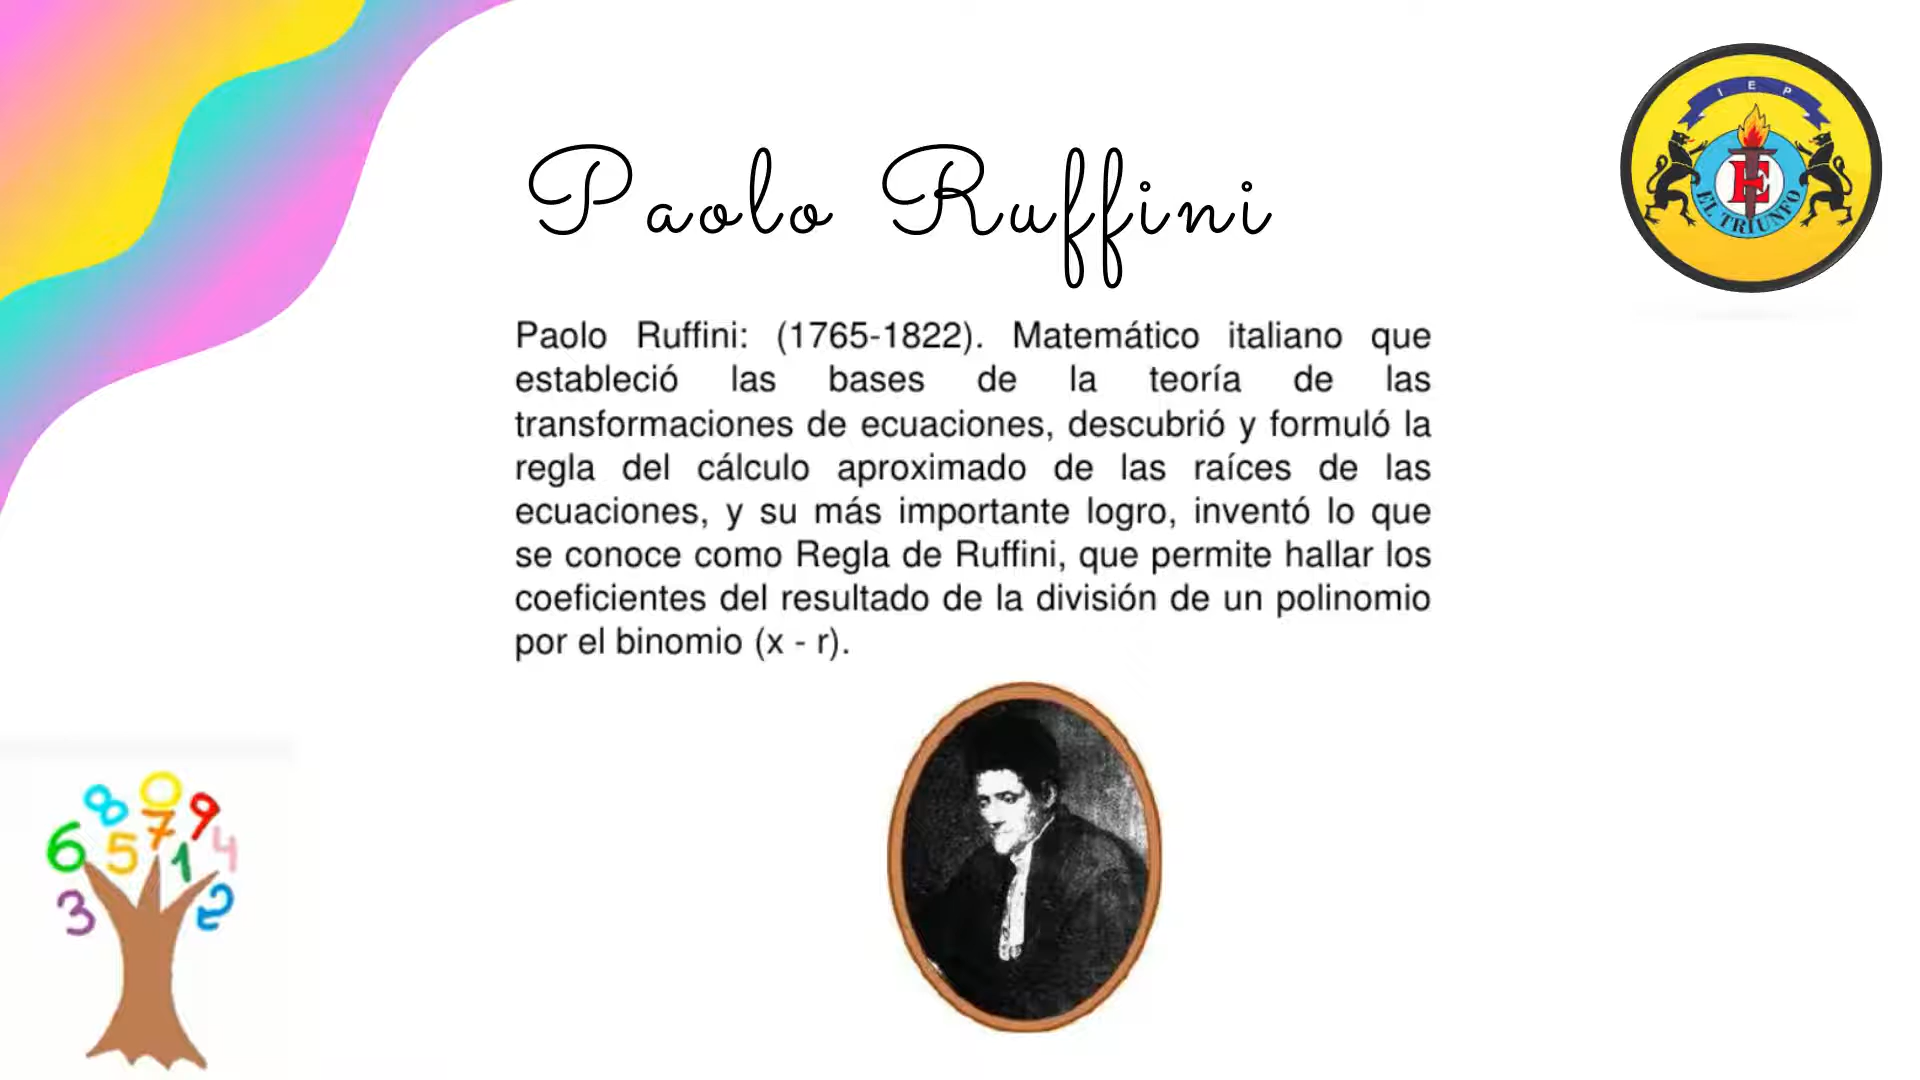 Paolo Ruffini
I E P
E
EL TRIUNFO
Paolo Ruffini: (1765-1822). Matemático italiano que
estableció las bases de la teoría de las
transformaciones de ecuaciones, descubrió y formuló la
regla del cálculo aproximado de las raíces de las
ecuaciones, y su más importante logro, inventó lo que
se conoce como Regla de Ruffini, que permite hallar los
coeficientes del resultado de la división de un polinomio
por el binomio (x - r).
8 0 9
6 5 7 1 4
3 2